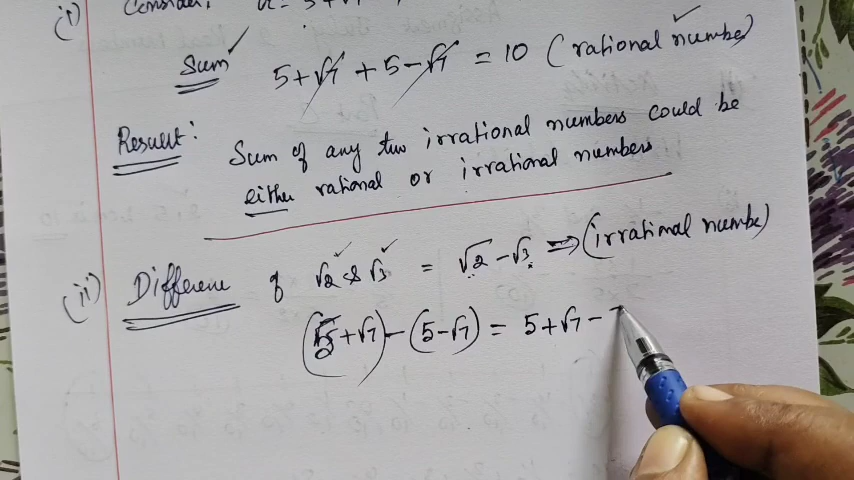 (i) Consider,
Sum 5+√7 + 5-√7 = 10 (rational number)
Result: Sum of any two irrational numbers could be
either rational or irrational numbers
(ii) Difference of √2 & √3 = √2 - √3 ⇒ (irrational number)
(5+√7) - (5-√7) = 5+√7 -